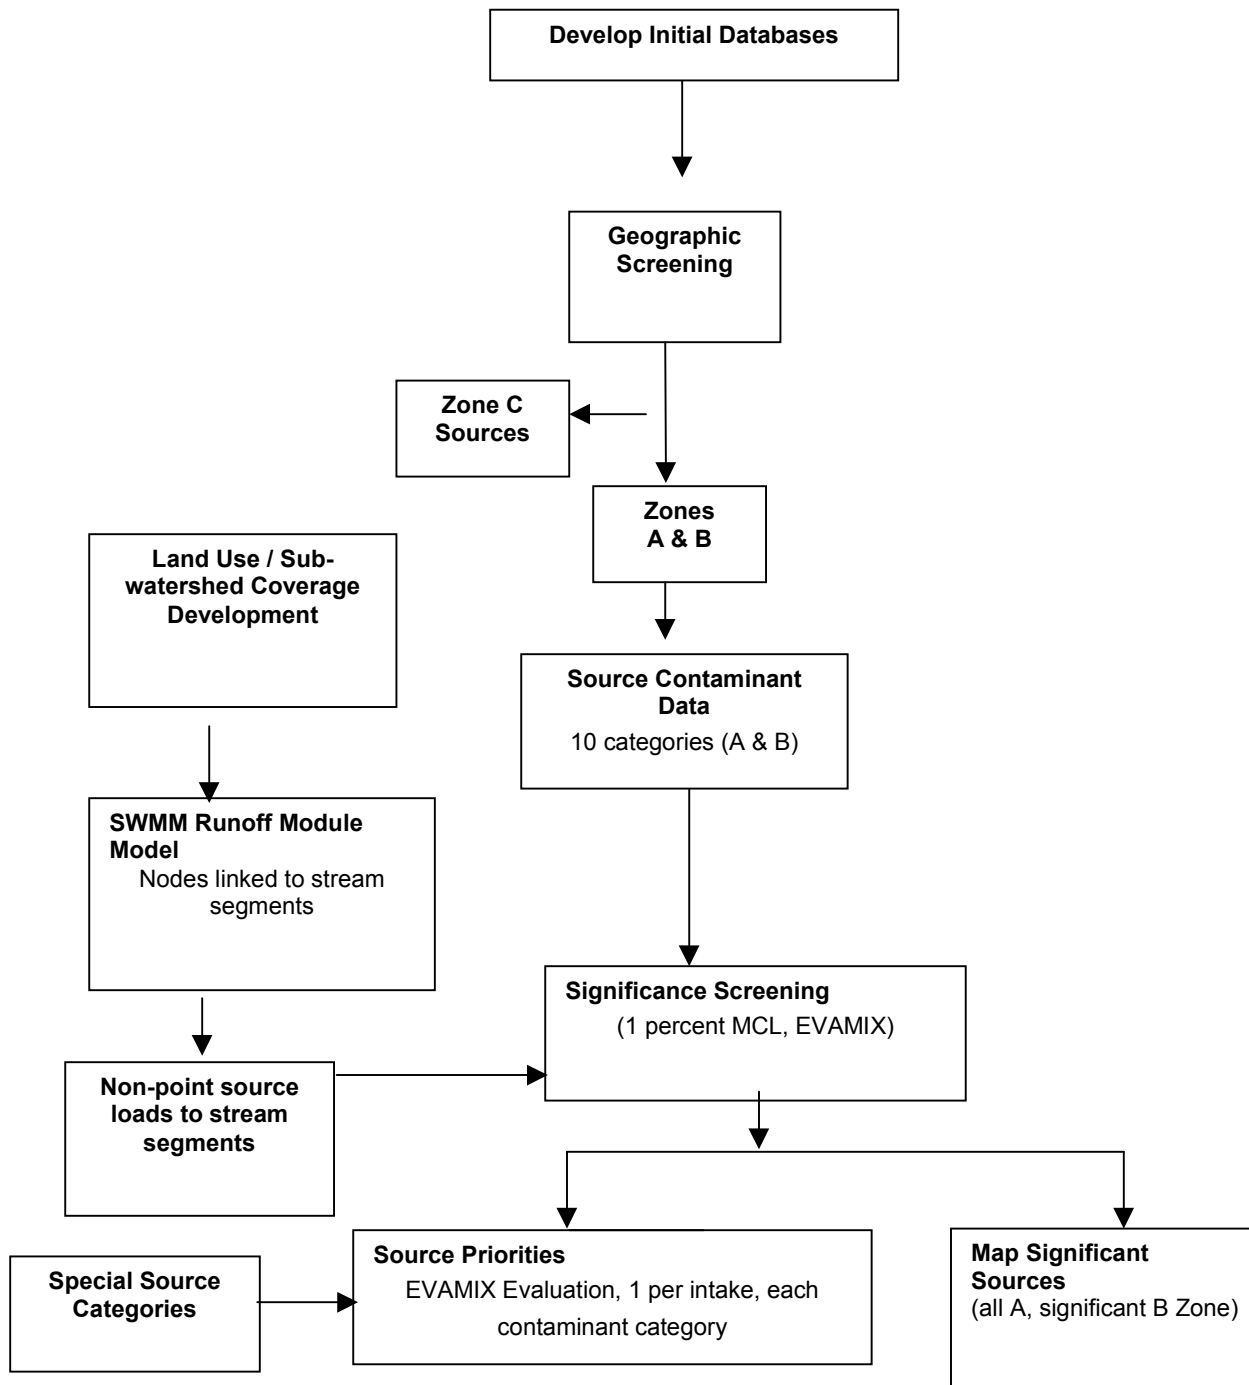 Develop Initial Databases
Geographic
Screening
Zone C
Sources
Zones
A & B
Land Use / Sub-
watershed Coverage
Development
Source Contaminant
Data
10 categories (A & B)
SWMM Runoff Module
Model
Nodes linked to stream
segments
Significance Screening
(1 percent MCL, EVAMIX)
Non-point source
loads to stream
segments
Special Source
Categories
Source Priorities
EVAMIX Evaluation, 1 per intake, each
contaminant category
Map Significant
Sources
(all A, significant B Zone)